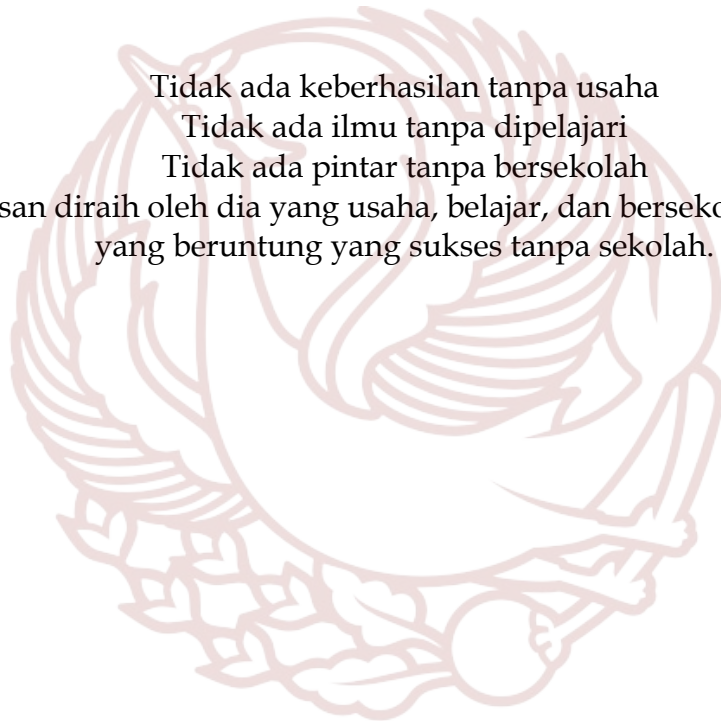 Tidak ada keberhasilan tanpa usaha
Tidak ada ilmu tanpa dipelajari
Tidak ada pintar tanpa bersekolah
diraih oleh dia yang usaha, belajar, dan
yang beruntung yang sukses tanpa sekolah.